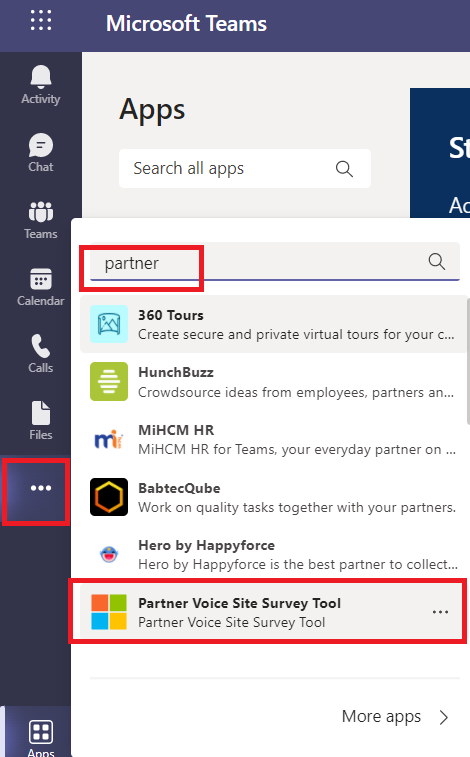 Microsoft Teams
Activity
Chat
Teams
Calendar
Calls
Files
Apps
Search all apps
St
Ac
partner
360 Tours
Create secure and private virtual tours for your c...
HunchBuzz
Crowdsource ideas from employees, partners an...
MiHCM HR
MiHCM HR for Teams, your everyday partner on ...
BabtecQube
Work on quality tasks together with your partners.
Hero by Happyforce
Hero by Happyforce is the best partner to collect...
Partner Voice Site Survey Tool
Partner Voice Site Survey Tool
More apps
Apps